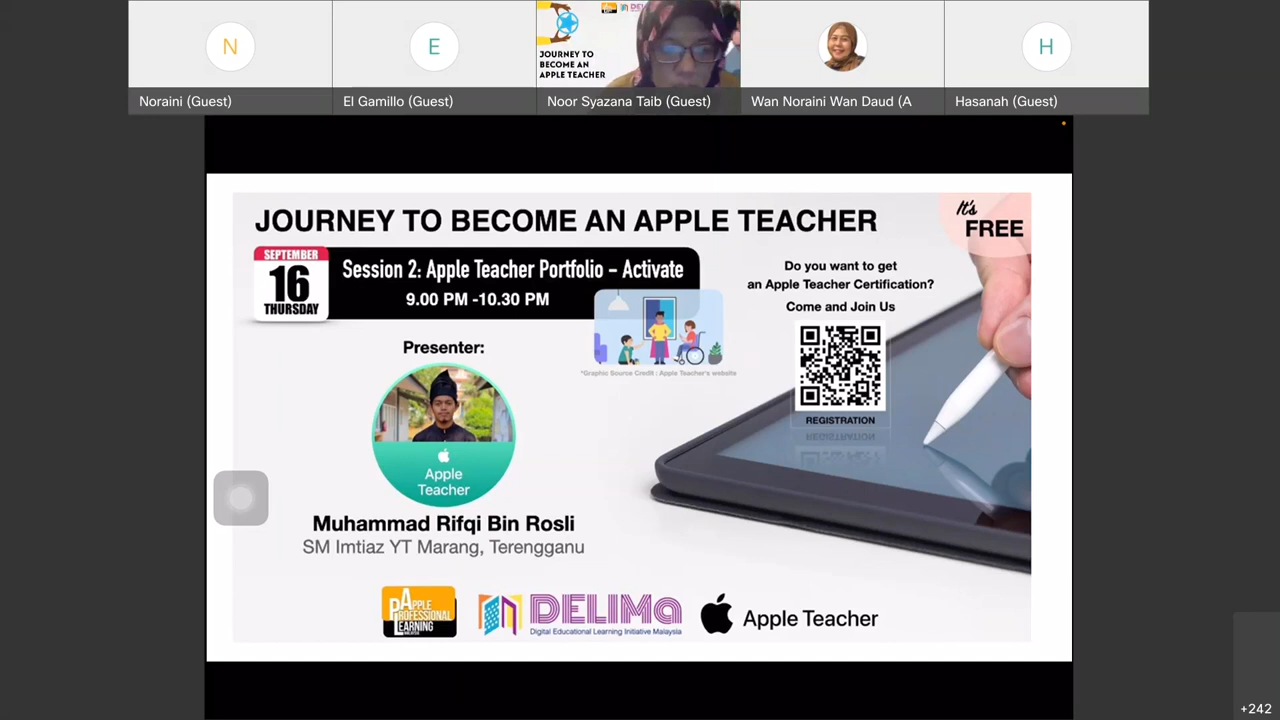 N
E
H
JOURNEY TO
BECOME AN
APPLE TEACHER
Noraini (Guest)
El Gamillo (Guest)
Noor Syazana Taib (Guest)
Wan Noraini Wan Daud (A
Hasanah (Guest)
JOURNEY TO BECOME AN APPLE TEACHER
It's
FREE
SEPTEMBER
16
THURSDAY
Session 2: Apple Teacher Portfolio – Activate
9.00 PM -10.30 PM
Do you want to get
an Apple Teacher Certification?
Come and Join Us
Presenter:
*Graphic Source Credit : Apple Teacher's website
REGISTRATION
REGISTRATION
Apple
Teacher
Muhammad Rifqi Bin Rosli
SM Imtiaz YT Marang, Terengganu
APPLE
PROFESSIONAL
LEARNING
DELIMa
Digital Educational Learning Initiative Malaysia
Apple Teacher
+242